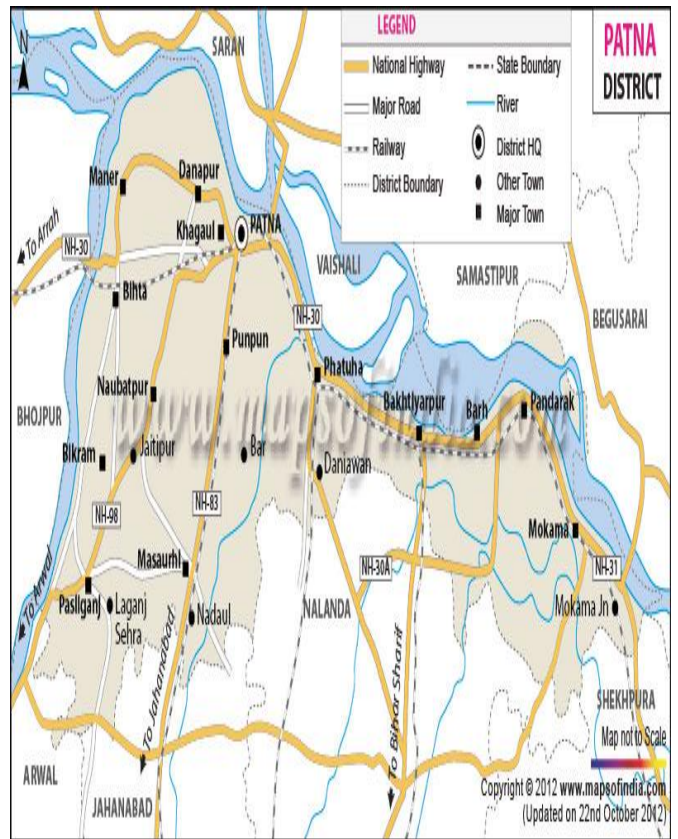 PATNA
DISTRICT
LEGEND
National Highway
State Boundary
Major Road
River
Railway
District HQ
District Boundary
Other Town
Major Town
N
SARAN
Maner
Danapur
Khagaul
PATNA
To Arrah
NH-30
VAISHALI
SAMASTIPUR
BEGUSARAI
Bihta
NH-30
Punpun
Phatuha
Naubatpur
Bakhtiyarpur
Barh
Pandarak
BHOJPUR
www.mapsofindia.com
Bikram
Jaitipur
Bar
Daniawan
NH-83
NH-98
Mokama
Masaurhi
NH-30A
NH-31
To Arwal
Pasliganj
Laganj
Sehra
Nadaul
NALANDA
Mokama Jn
To Jahanabad
To Bihar Sharif
SHEKHPURA
Map not to Scale
ARWAL
JAHANABAD
Copyright © 2012 www.mapsofindia.com
(Updated on 22nd October 2012)